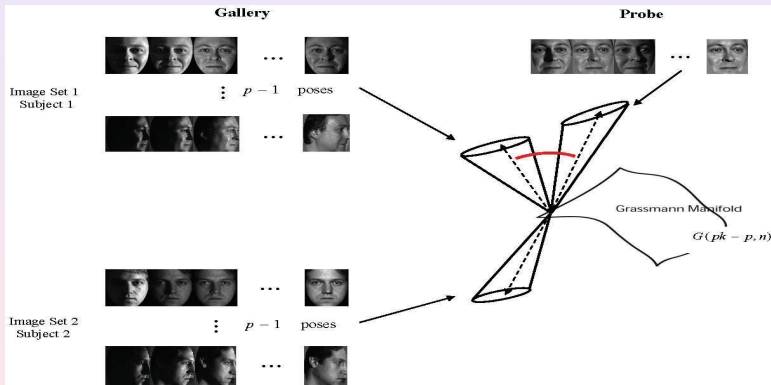 Gallery
Probe
Image Set 1
Subject 1
p − 1 poses
Grassmann Manifold
G(pk − p, n)
Image Set 2
Subject 2
p − 1 poses